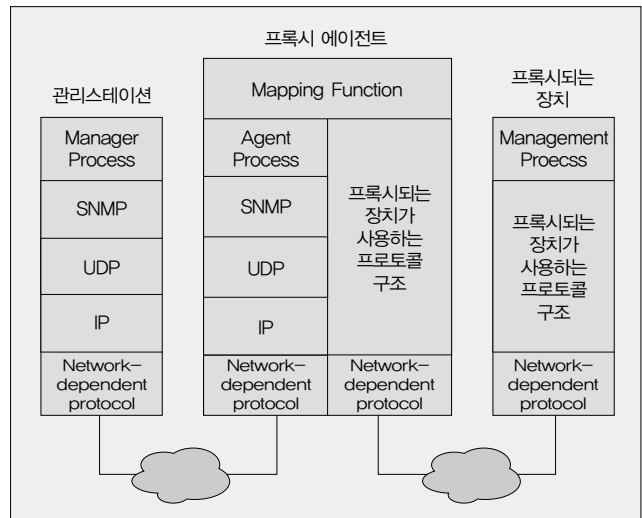 프록시 에이전트
관리스테이션
프록시되는
장치
Mapping Function
Manager
Process
SNMP
UDP
IP
Network-
dependent
protocol
Agent
Process
SNMP
UDP
IP
Network-
dependent
protocol
프록시되는
장치가
사용하는
프로토콜
구조
Network-
dependent
protocol
Management
Proecss
프록시되는
장치가
사용하는
프로토콜
구조
Network-
dependent
protocol